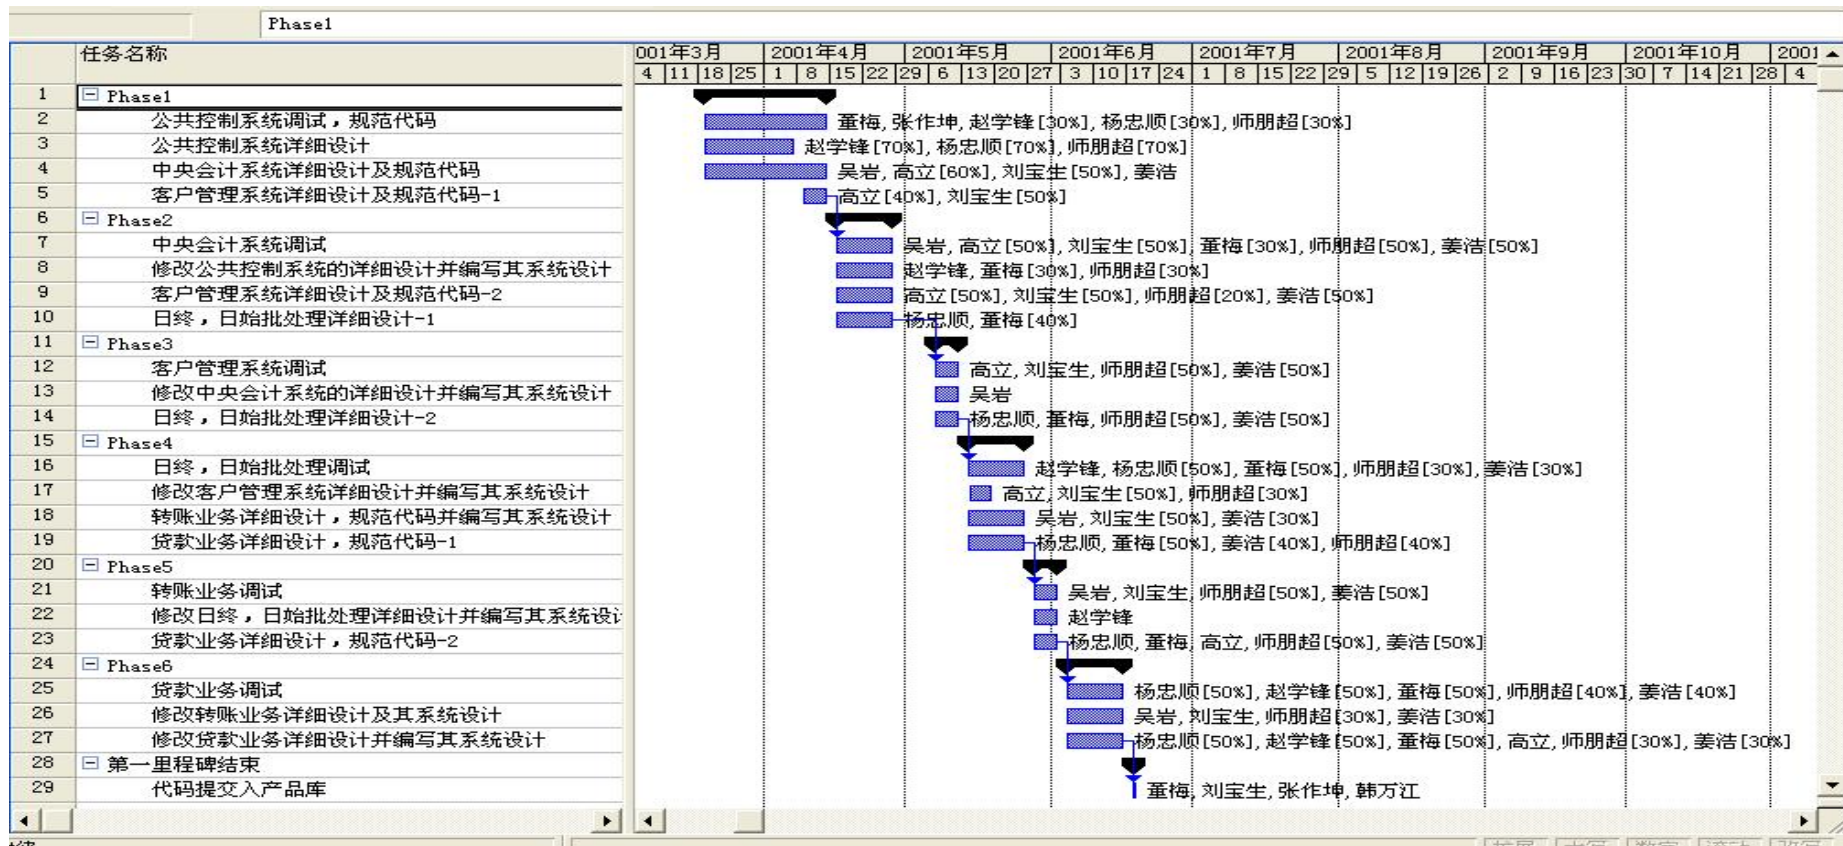 Phase1
任务名称
001年3月 2001年4月 2001年5月 2001年6月 2001年7月 2001年8月 2001年9月 2001年10月 2001
4 11 18 25 1 8 15 22 29 6 13 20 27 3 10 17 24 1 8 15 22 29 5 12 19 26 2 9 16 23 30 7 14 21 28 4
1 Phase1
2 公共控制系统调试，规范代码 董梅,张作坤,赵学锋[30%],杨忠顺[30%],师朋超[30%]
3 公共控制系统详细设计 赵学锋[70%],杨忠顺[70%],师朋超[70%]
4 中央会计系统详细设计及规范代码 吴岩,高立[60%],刘宝生[50%],姜浩
5 客户管理系统详细设计及规范代码-1 高立[40%],刘宝生[50%]
6 Phase2
7 中央会计系统调试 吴岩,高立[50%],刘宝生[50%],董梅[30%],师朋超[50%],姜浩[50%]
8 修改公共控制系统的详细设计并编写其系统设计 赵学锋,董梅[30%],师朋超[30%]
9 客户管理系统详细设计及规范代码-2 高立[50%],刘宝生[50%],师朋超[20%],姜浩[50%]
10 日终，日始批处理详细设计-1 杨忠顺,董梅[40%]
11 Phase3
12 客户管理系统调试 高立,刘宝生,师朋超[50%],姜浩[50%]
13 修改中央会计系统的详细设计并编写其系统设计 吴岩
14 日终，日始批处理详细设计-2 杨忠顺,董梅,师朋超[50%],姜浩[50%]
15 Phase4
16 日终，日始批处理调试 赵学锋,杨忠顺[50%],董梅[50%],师朋超[30%],姜浩[30%]
17 修改客户管理系统详细设计并编写其系统设计 高立,刘宝生[50%],师朋超[30%]
18 转账业务详细设计，规范代码并编写其系统设计 吴岩,刘宝生[50%],姜浩[30%]
19 贷款业务详细设计，规范代码-1 杨忠顺,董梅[50%],姜浩[40%],师朋超[40%]
20 Phase5
21 转账业务调试 吴岩,刘宝生,师朋超[50%],姜浩[50%]
22 修改日终，日始批处理详细设计并编写其系统设 赵学锋
23 贷款业务详细设计，规范代码-2 杨忠顺,董梅,高立,师朋超[50%],姜浩[50%]
24 Phase6
25 贷款业务调试 杨忠顺[50%],赵学锋[50%],董梅[50%],师朋超[40%],姜浩[40%]
26 修改转账业务详细设计及其系统设计 吴岩,刘宝生,师朋超[30%],姜浩[30%]
27 修改贷款业务详细设计并编写其系统设计 杨忠顺[50%],赵学锋[50%],董梅[50%],高立,师朋超[30%],姜浩[30%]
28 第一里程碑结束
29 代码提交入产品库 董梅,刘宝生,张作坤,韩万江